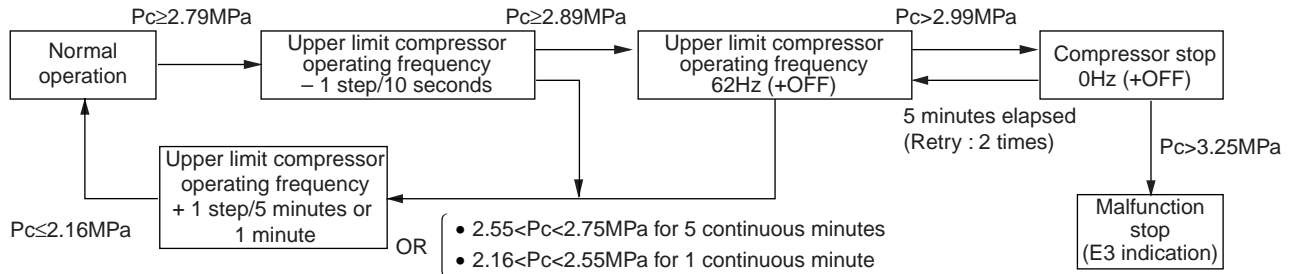 Pc≥2.79MPa
Pc≥2.89MPa
Pc>2.99MPa
Normal
operation
Upper limit compressor
operating frequency
– 1 step/10 seconds
Upper limit compressor
operating frequency
62Hz (+OFF)
Compressor stop
0Hz (+OFF)
5 minutes elapsed
(Retry : 2 times)
Pc>3.25MPa
Upper limit compressor
operating frequency
+ 1 step/5 minutes or
1 minute
Pc≤2.16MPa
OR
• 2.55<Pc<2.75MPa for 5 continuous minutes
• 2.16<Pc<2.55MPa for 1 continuous minute
Malfunction
stop
(E3 indication)